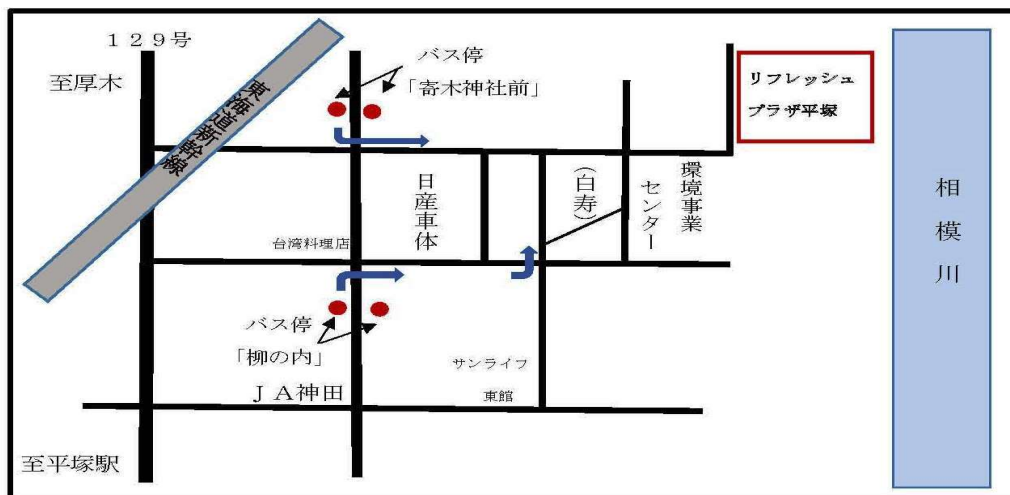 １２９号
至厚木
東海道新幹線
バス停
「寄木神社前」
リフレッシュ
プラザ平塚
日産車体
（白寿）
環境事業
センター
相模川
台湾料理店
バス停
「柳の内」
サンライフ
東館
ＪＡ神田
至平塚駅